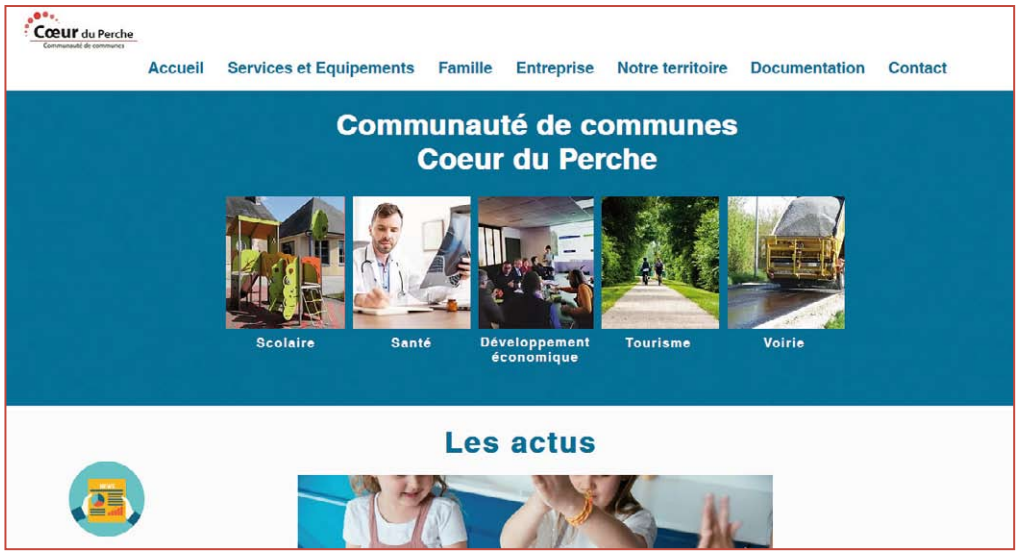 Cœur du Perche
Communauté de communes
Accueil Services et Equipements Famille Entreprise Notre territoire Documentation Contact
Communauté de communes
Coeur du Perche
Scolaire Santé Développement économique Tourisme Voirie
Les actus
NEWS